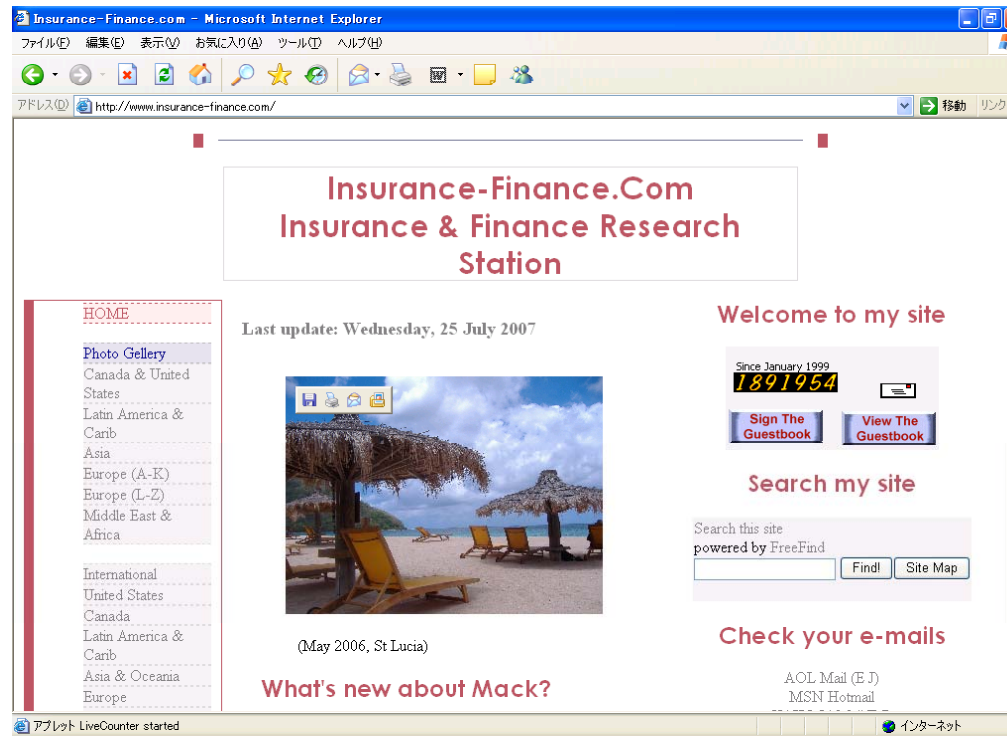 Insurance-Finance.com - Microsoft Internet Explorer
ファイル(F) 編集(E) 表示(V) お気に入り(A) ツール(T) ヘルプ(H)
アドレス(D) http://www.insurance-finance.com/ 移動 リンク
Insurance-Finance.Com
Insurance & Finance Research
Station
HOME
Photo Gellery
Canada & United
States
Latin America &
Carib
Asia
Europe (A-K)
Europe (L-Z)
Middle East &
Africa
International
United States
Canada
Latin America &
Carib
Asia & Oceania
Europe
Last update: Wednesday, 25 July 2007
(May 2006, St Lucia)
What's new about Mack?
Welcome to my site
Since January 1999
1891954
Sign The
Guestbook
View The
Guestbook
Search my site
Search this site
powered by FreeFind
Find! Site Map
Check your e-mails
AOL Mail (E J)
MSN Hotmail
アプレット LiveCounter started
インターネット